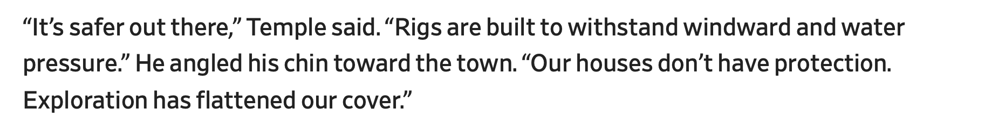 “It’s safer out there,” Temple said. “Rigs are built to withstand windward and water
pressure.” He angled his chin toward the town. “Our houses don’t have protection.
Exploration has flattened our cover.”